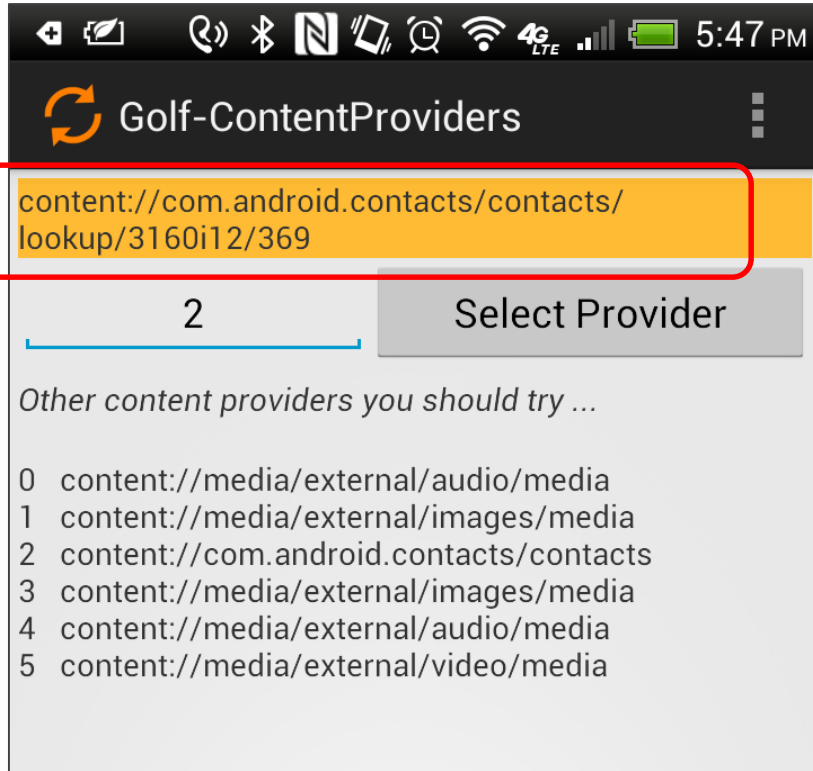 4G LTE 5:47 PM
Golf-ContentProviders
content://com.android.contacts/contacts/
lookup/3160i12/369
2 Select Provider
Other content providers you should try ...
0 content://media/external/audio/media
1 content://media/external/images/media
2 content://com.android.contacts/contacts
3 content://media/external/images/media
4 content://media/external/audio/media
5 content://media/external/video/media